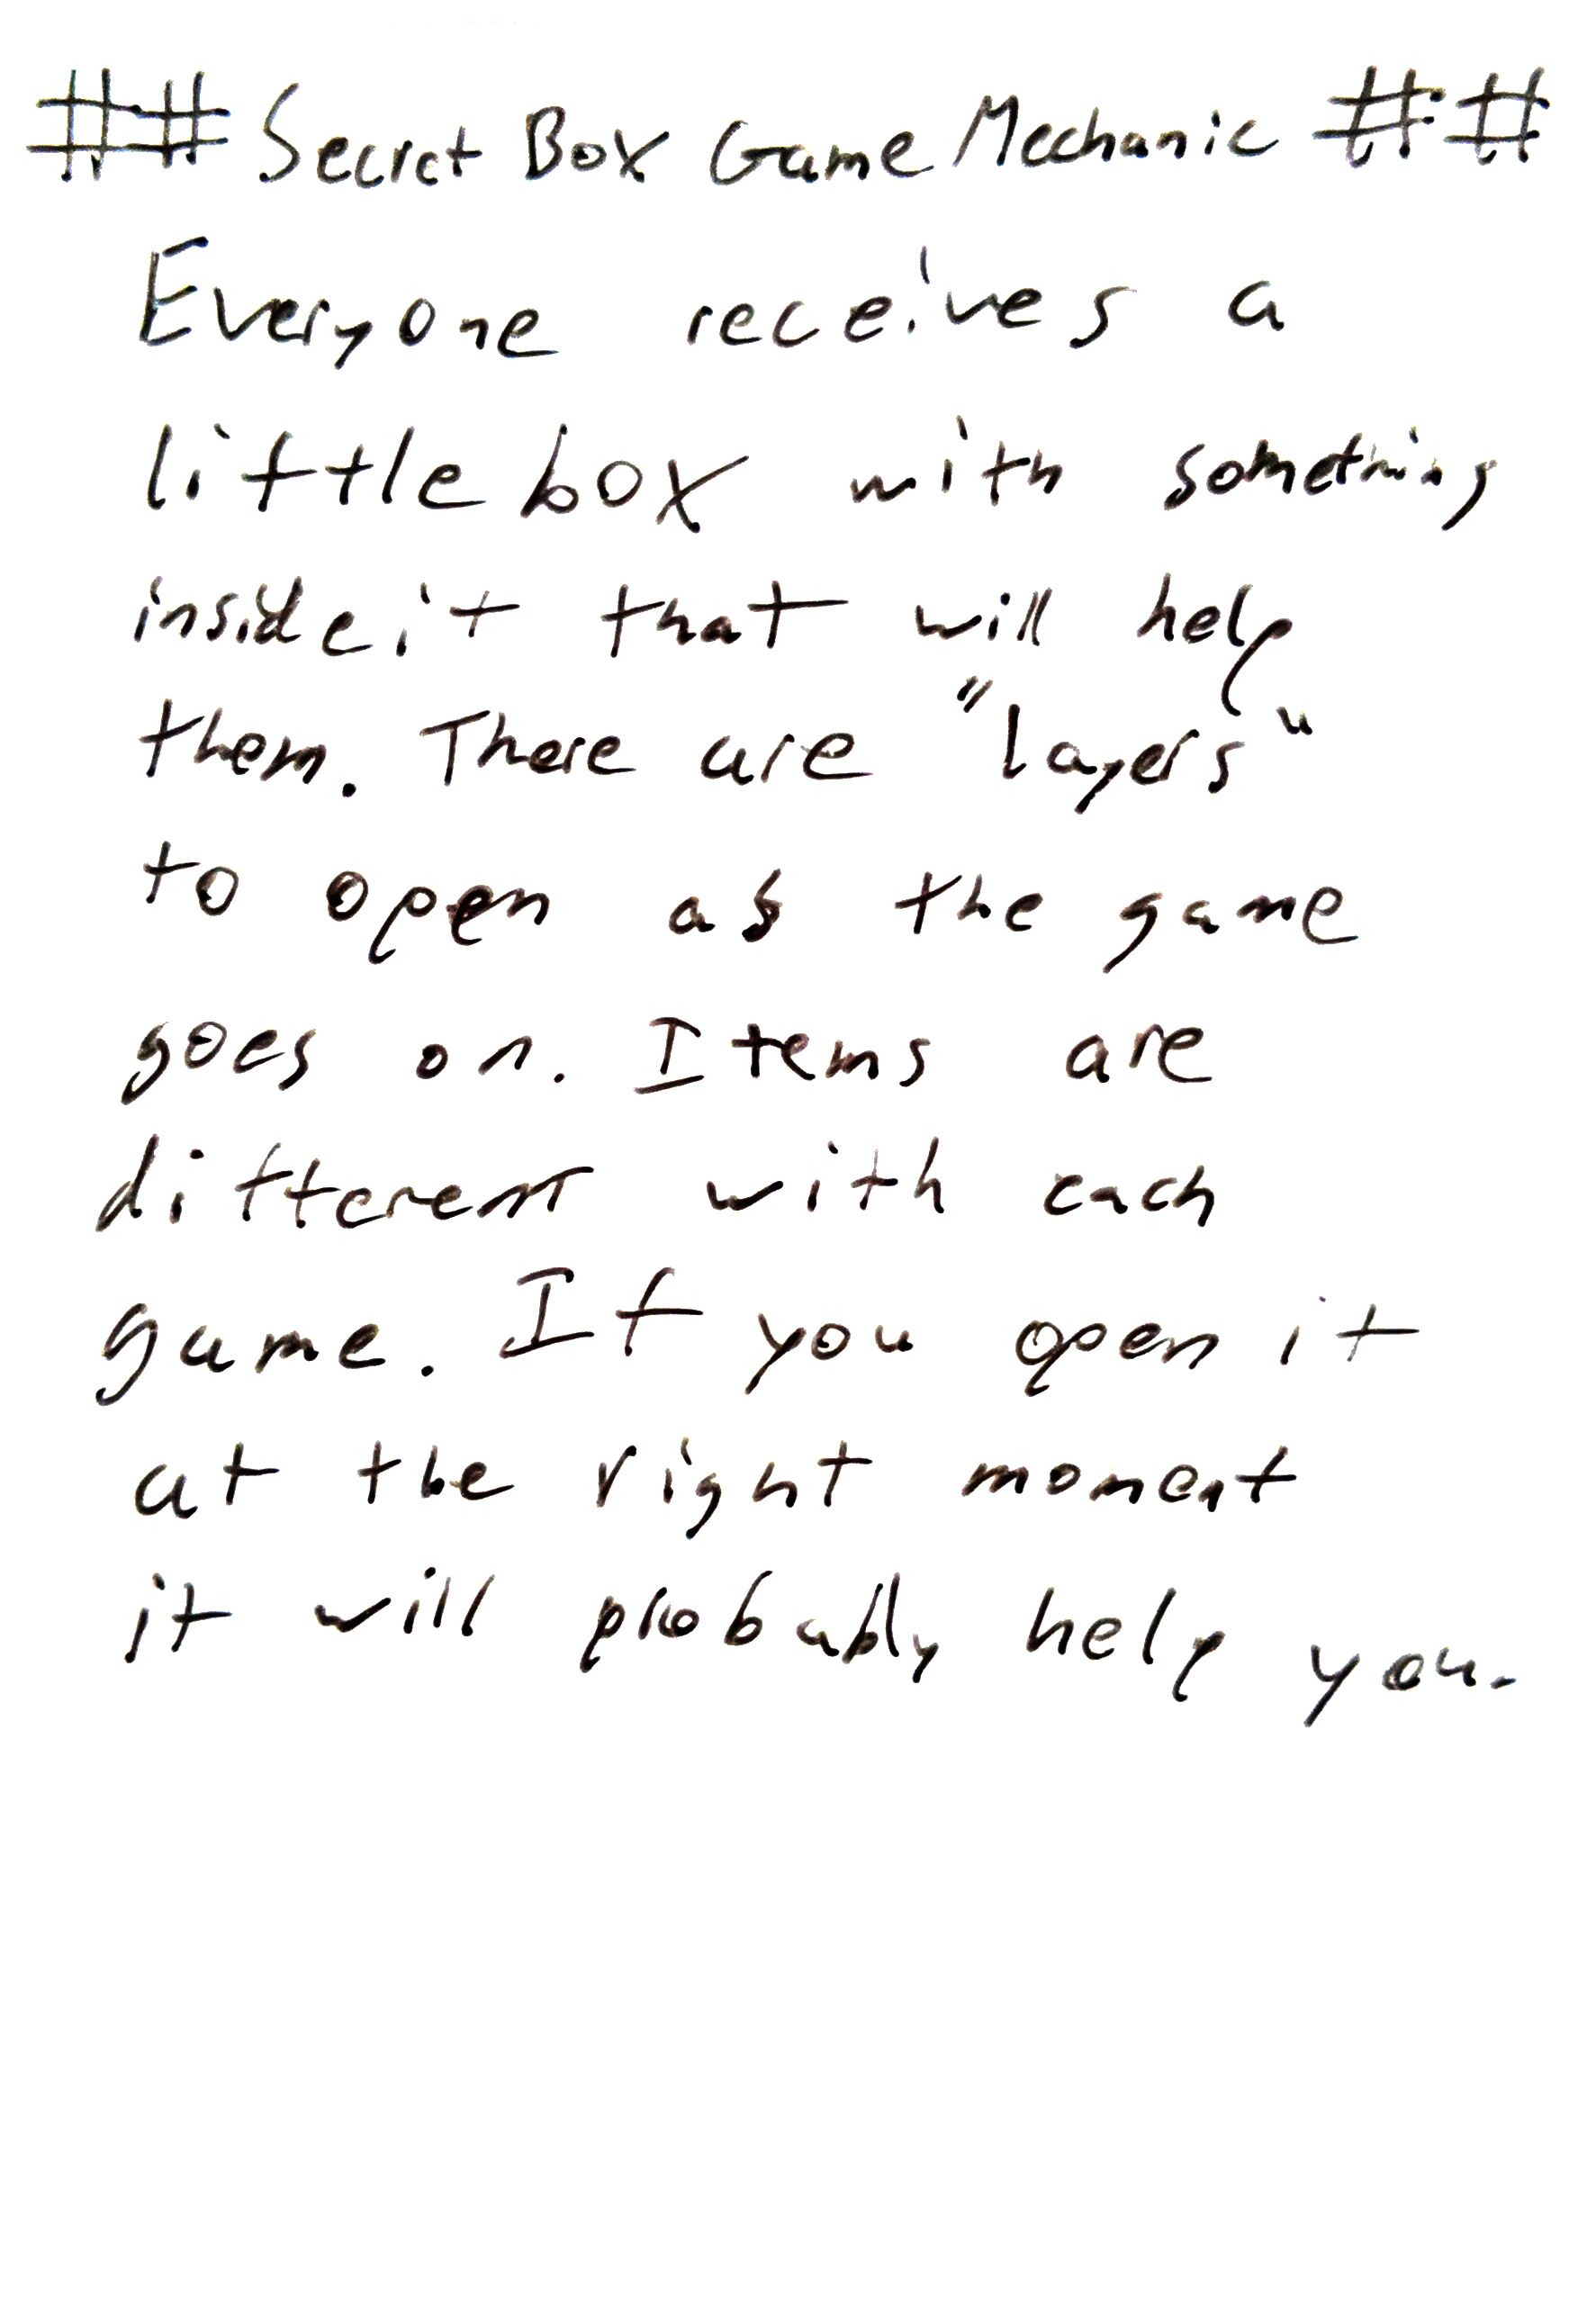 ## Secret Box Game Mechanic ##
Everyone receives a
little box with something
inside it that will help
them. There are "layers"
to open as the game
goes on. Items are
different with each
game. If you open it
at the right moment
it will probably help you.